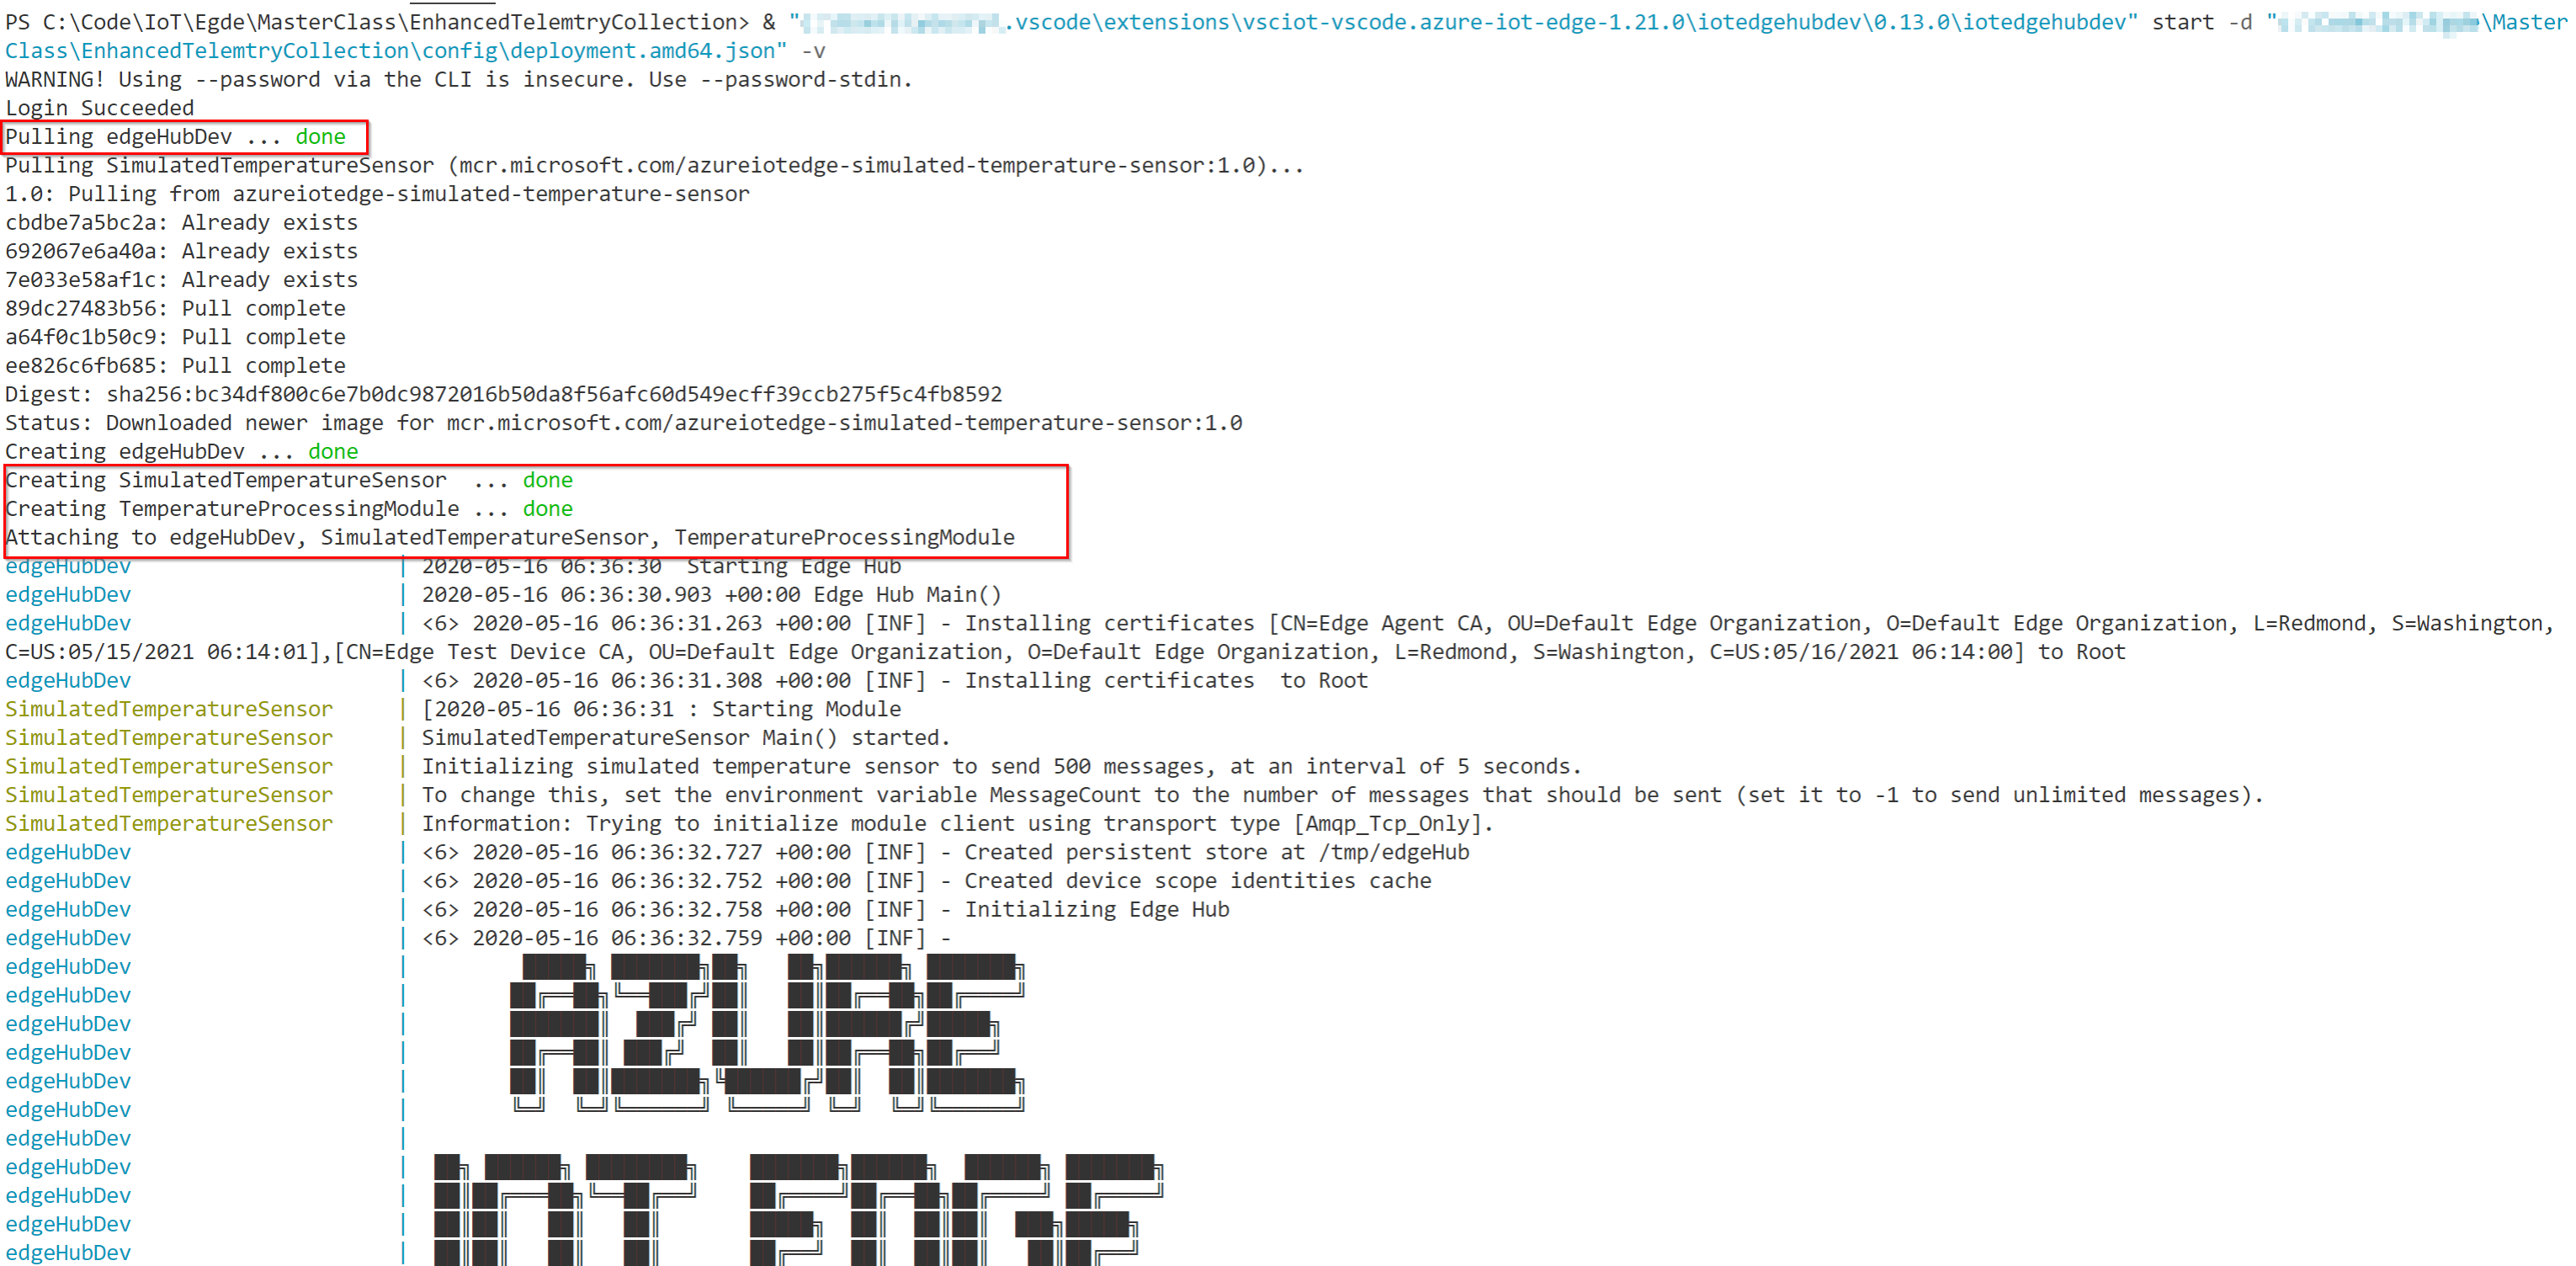 PS C:\Code\IoT\Egde\MasterClass\EnhancedTelemtryCollection> & ".vscode\extensions\vsciot-vscode.azure-iot-edge-1.21.0\iotedgehubdev\0.13.0\iotedgehubdev" start -d "\Master
Class\EnhancedTelemtryCollection\config\deployment.amd64.json" -v
WARNING! Using --password via the CLI is insecure. Use --password-stdin.
Login Succeeded
Pulling edgeHubDev ... done
Pulling SimulatedTemperatureSensor (mcr.microsoft.com/azureiotedge-simulated-temperature-sensor:1.0)...
1.0: Pulling from azureiotedge-simulated-temperature-sensor
cbdbe7a5bc2a: Already exists
692067e6a40a: Already exists
7e033e58af1c: Already exists
89dc27483b56: Pull complete
a64f0c1b50c9: Pull complete
ee826c6fb685: Pull complete
Digest: sha256:bc34df800c6e7b0dc9872016b50da8f56afc60d549ecff39ccb275f5c4fb8592
Status: Downloaded newer image for mcr.microsoft.com/azureiotedge-simulated-temperature-sensor:1.0
Creating edgeHubDev ... done
Creating SimulatedTemperatureSensor  ... done
Creating TemperatureProcessingModule ... done
Attaching to edgeHubDev, SimulatedTemperatureSensor, TemperatureProcessingModule
edgeHubDev | 2020-05-16 06:36:30  Starting Edge Hub
edgeHubDev | 2020-05-16 06:36:30.903 +00:00 Edge Hub Main()
edgeHubDev | <6> 2020-05-16 06:36:31.263 +00:00 [INF] - Installing certificates [CN=Edge Agent CA, OU=Default Edge Organization, O=Default Edge Organization, L=Redmond, S=Washington,
C=US:05/15/2021 06:14:01],[CN=Edge Test Device CA, OU=Default Edge Organization, O=Default Edge Organization, L=Redmond, S=Washington, C=US:05/16/2021 06:14:00] to Root
edgeHubDev | <6> 2020-05-16 06:36:31.308 +00:00 [INF] - Installing certificates  to Root
SimulatedTemperatureSensor | [2020-05-16 06:36:31 : Starting Module
SimulatedTemperatureSensor | SimulatedTemperatureSensor Main() started.
SimulatedTemperatureSensor | Initializing simulated temperature sensor to send 500 messages, at an interval of 5 seconds.
SimulatedTemperatureSensor | To change this, set the environment variable MessageCount to the number of messages that should be sent (set it to -1 to send unlimited messages).
SimulatedTemperatureSensor | Information: Trying to initialize module client using transport type [Amqp_Tcp_Only].
edgeHubDev | <6> 2020-05-16 06:36:32.727 +00:00 [INF] - Created persistent store at /tmp/edgeHub
edgeHubDev | <6> 2020-05-16 06:36:32.752 +00:00 [INF] - Created device scope identities cache
edgeHubDev | <6> 2020-05-16 06:36:32.758 +00:00 [INF] - Initializing Edge Hub
edgeHubDev | <6> 2020-05-16 06:36:32.759 +00:00 [INF] -
edgeHubDev |
edgeHubDev |
edgeHubDev | AZURE
edgeHubDev |
edgeHubDev |
edgeHubDev |
edgeHubDev |
edgeHubDev |
edgeHubDev | IOT EDGE
edgeHubDev |
edgeHubDev |